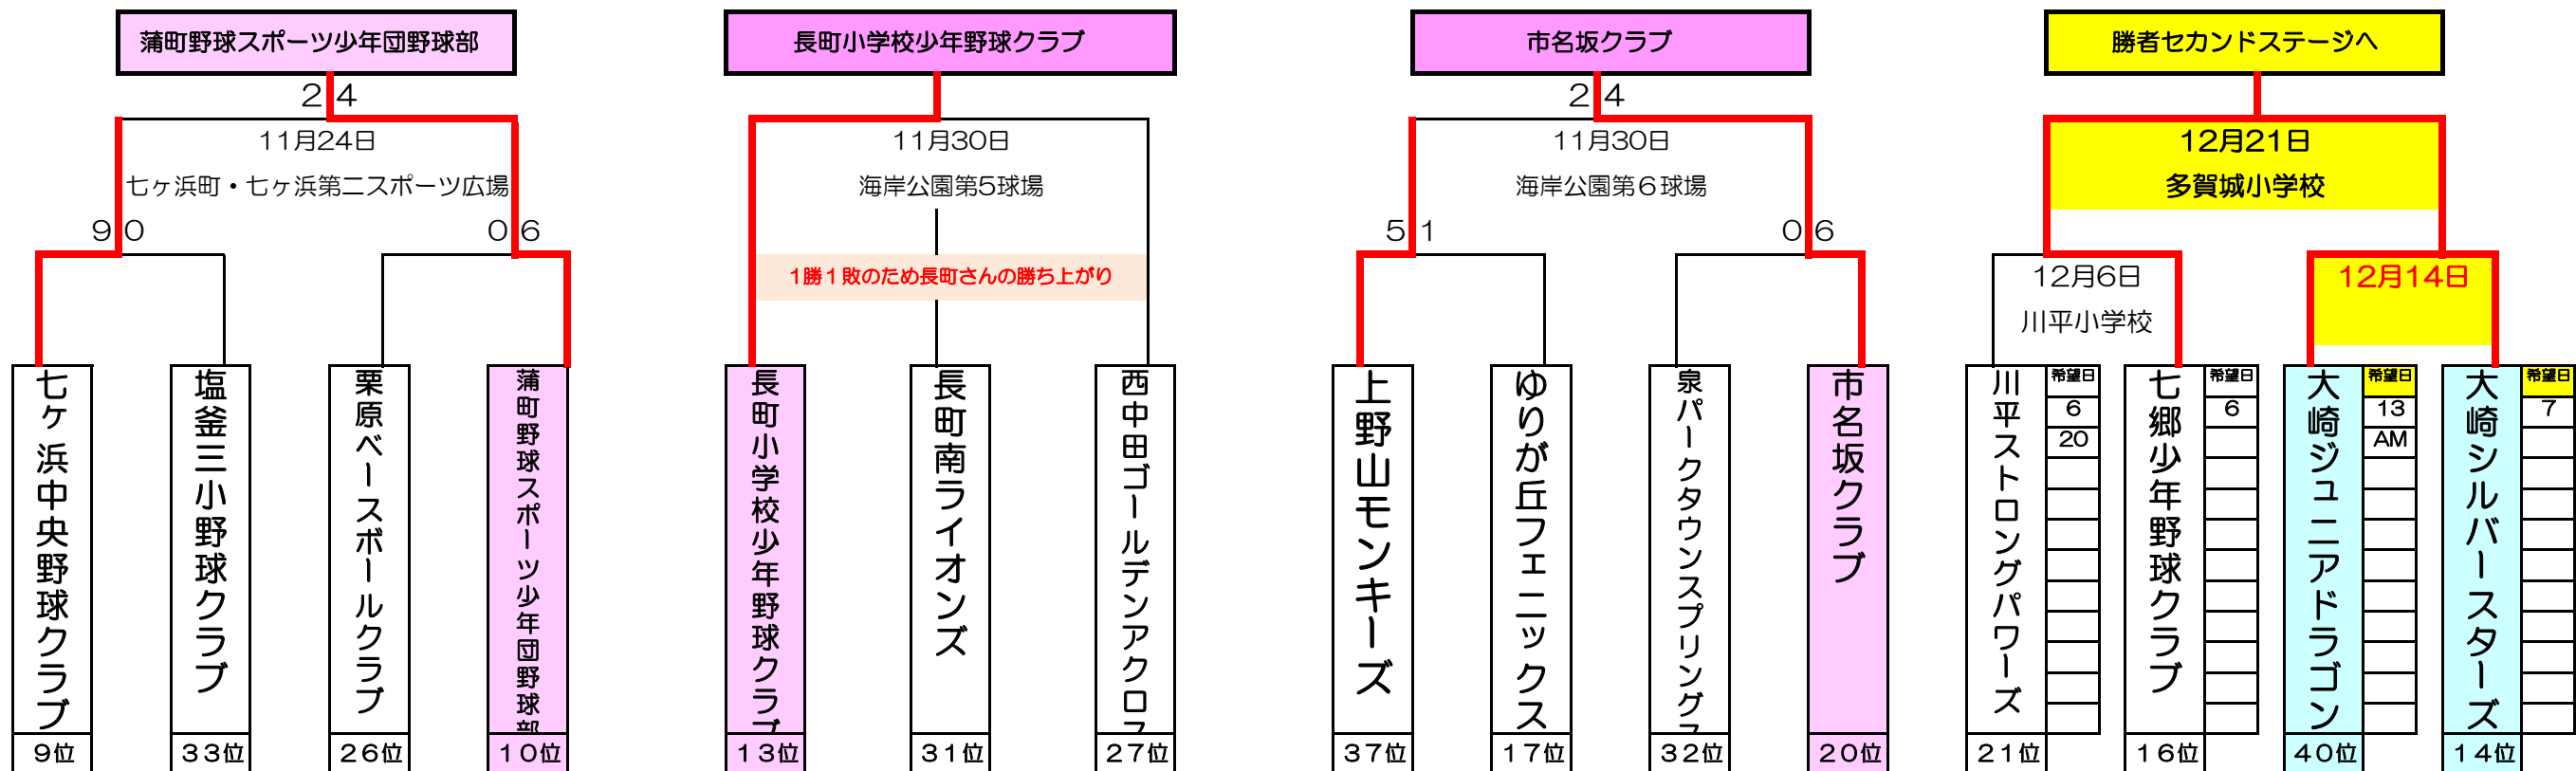 蒲町野球スポーツ少年団野球部
長町小学校少年野球クラブ
市名坂クラブ
勝者セカンドステージへ
2 4
2 4
11月24日
11月30日
11月30日
12月21日
七ヶ浜町・七ヶ浜第二スポーツ広場
海岸公園第5球場
海岸公園第６球場
多賀城小学校
9 0
0 6
5 1
0 6
1勝１敗のため長町さんの勝ち上がり
12月6日
12月14日
川平小学校
七ヶ浜中央野球クラブ
9位
塩釜三小野球クラブ
33位
栗原ベースボールクラブ
26位
蒲町野球スポーツ少年団野球部
10位
長町小学校少年野球クラブ
13位
長町南ライオンズ
31位
西中田ゴールデンアクロス
27位
上野山モンキーズ
37位
ゆりが丘フェニックス
17位
泉パークタウンスプリングス
32位
市名坂クラブ
20位
川平ストロングパワーズ
希望日
6
20
21位
七郷少年野球クラブ
希望日
6
16位
大崎ジュニアドラゴン
希望日
13
AM
40位
大崎シルバースターズ
希望日
7
14位